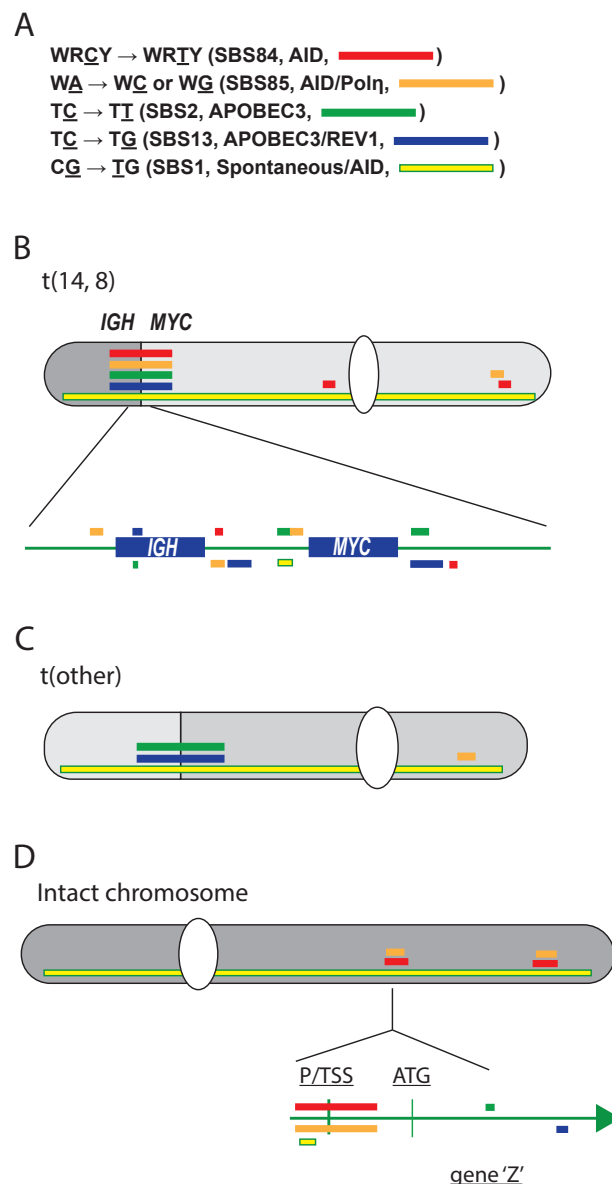 A
WRCY → WRTY (SBS84, AID, )
WA → WC or WG (SBS85, AID/Polη, )
TC → TT (SBS2, APOBEC3, )
TC → TG (SBS13, APOBEC3/REV1, )
CG → TG (SBS1, Spontaneous/AID, )
B
t(14, 8)
IGH MYC
IGH MYC
C
t(other)
D
Intact chromosome
P/TSS ATG
gene 'Z'